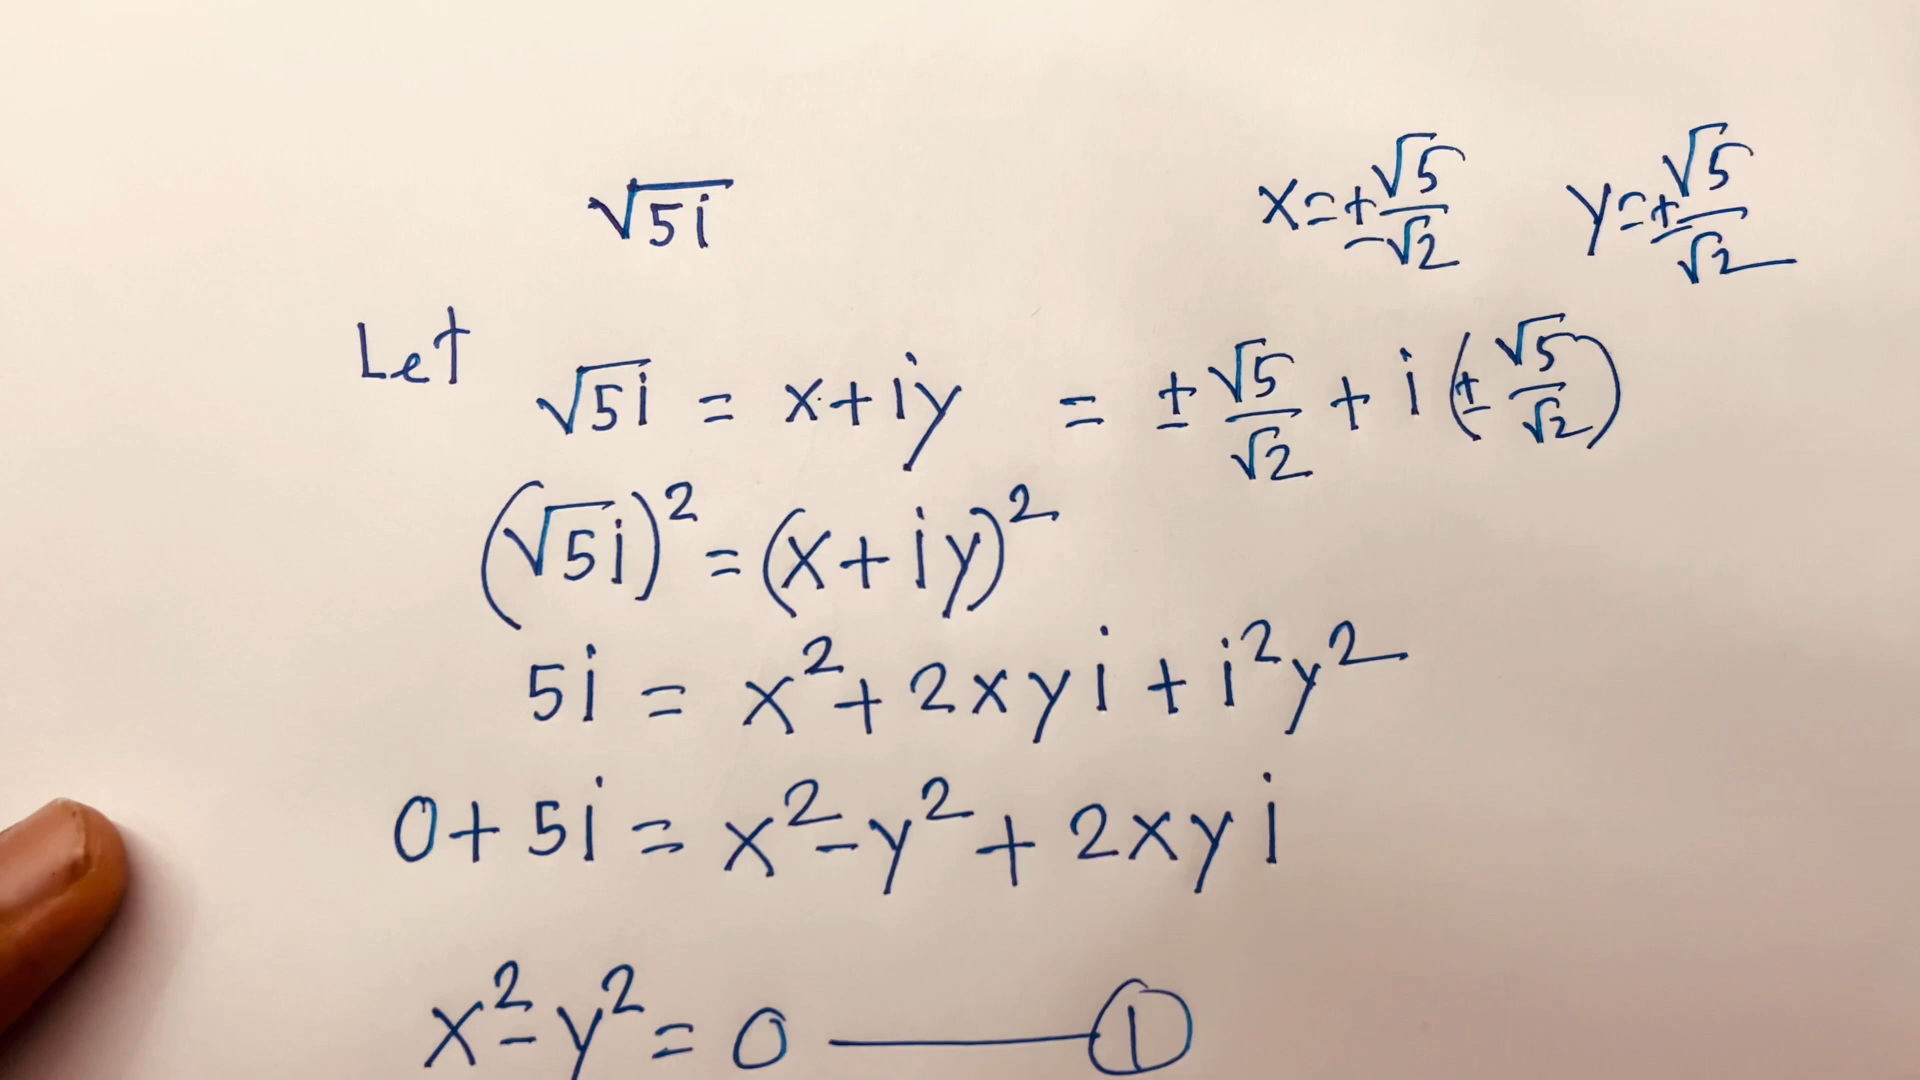 √5i
x=±√5/√2 y=±√5/√2
Let √5i = x+iy = ±√5/√2 + i(±√5/√2)
(√5i)² = (x+iy)²
5i = x²+2xyi+i²y²
0+5i = x²-y²+2xyi
x²-y²=0 ——— ①